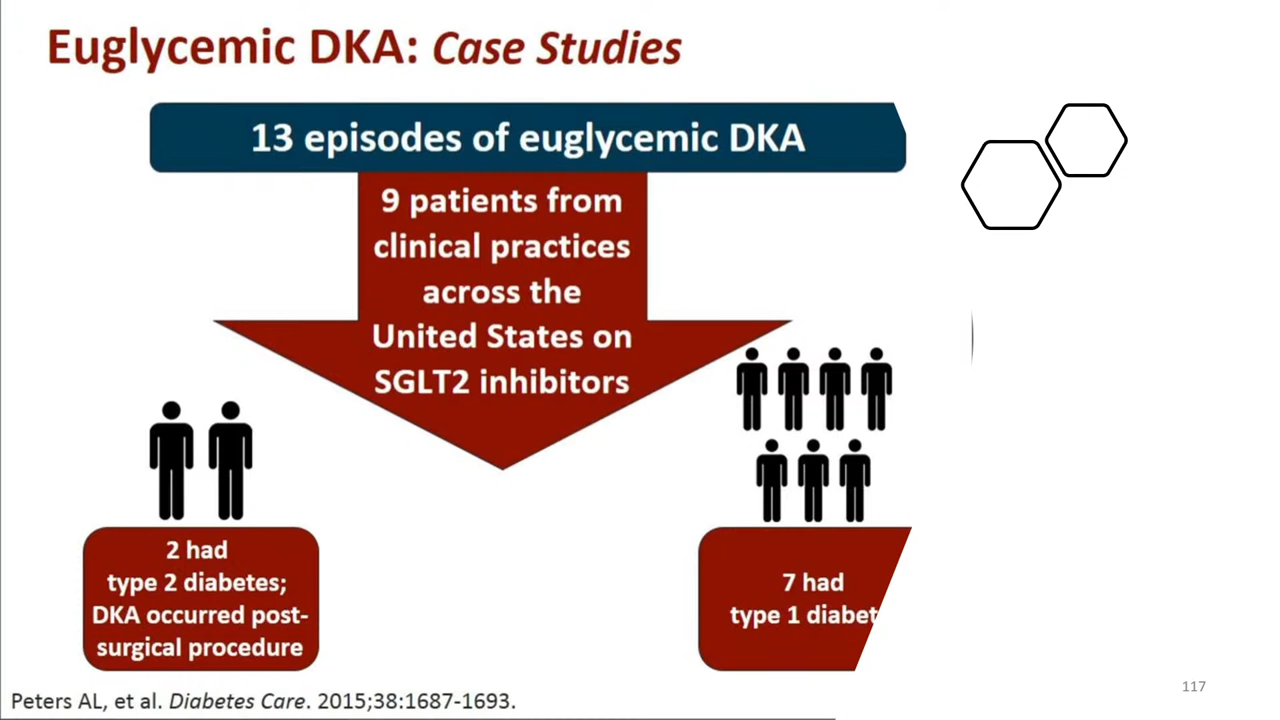 Euglycemic DKA: Case Studies
13 episodes of euglycemic DKA
9 patients from
clinical practices
across the
United States on
SGLT2 inhibitors
2 had
type 2 diabetes;
DKA occurred post-
surgical procedure
7 had
type 1 diabet
Peters AL, et al. Diabetes Care. 2015;38:1687-1693.
117